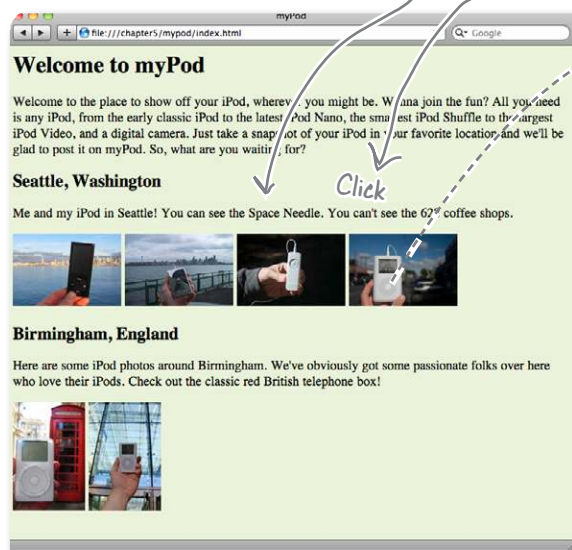 myPod
file:///chapter5/mypod/index.html
Google
Welcome to myPod
Welcome to the place to show off your iPod, wherever you might be. Wanna join the fun? All you need
is any iPod, from the early classic iPod to the latest iPod Nano, the smallest iPod Shuffle to the largest
iPod Video, and a digital camera. Just take a snapshot of your iPod in your favorite location and we'll be
glad to post it on myPod. So, what are you waiting for?
Seattle, Washington
Click
Me and my iPod in Seattle! You can see the Space Needle. You can't see the 628 coffee shops.
Birmingham, England
Here are some iPod photos around Birmingham. We've obviously got some passionate folks over here
who love their iPods. Check out the classic red British telephone box!